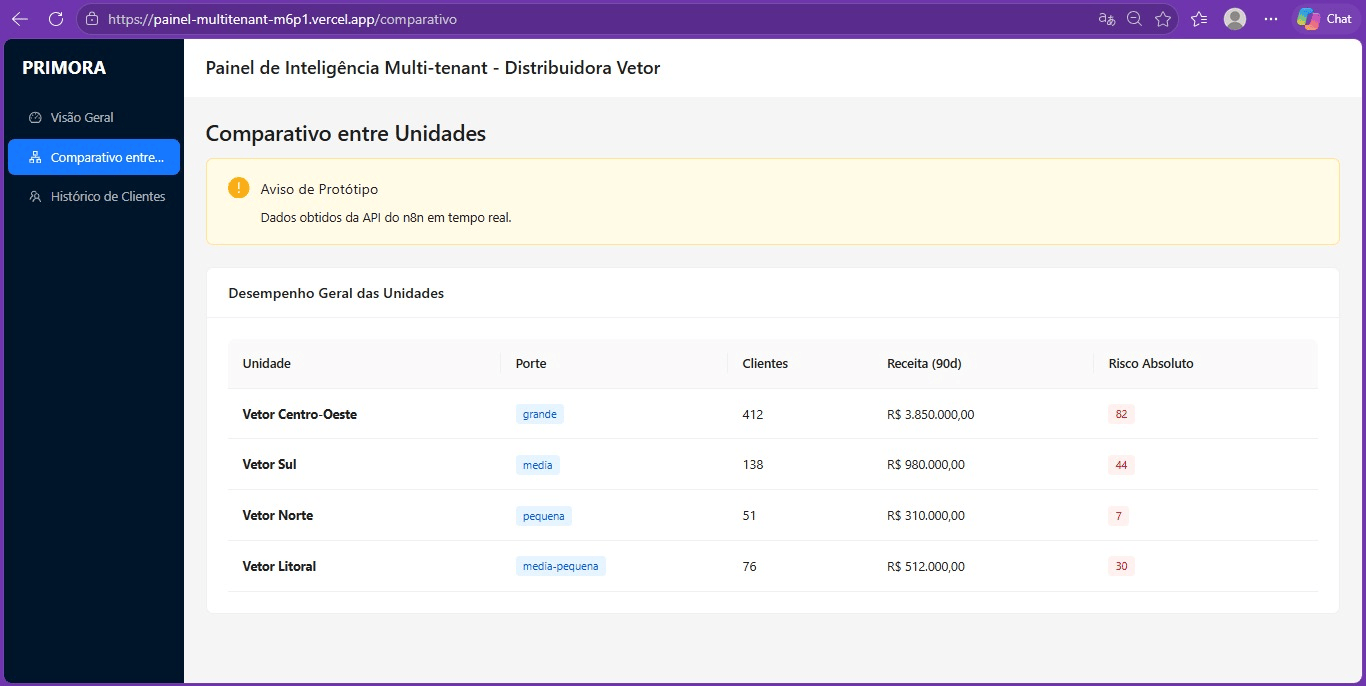 https://painel-multitenant-m6p1.vercel.app/comparativo
Chat
PRIMORA
Painel de Inteligência Multi-tenant - Distribuidora Vetor
Visão Geral
Comparativo entre...
Histórico de Clientes
Comparativo entre Unidades
Aviso de Protótipo
Dados obtidos da API do n8n em tempo real.
Desempenho Geral das Unidades
Unidade Porte Clientes Receita (90d) Risco Absoluto
Vetor Centro-Oeste grande 412 R$ 3.850.000,00 82
Vetor Sul media 138 R$ 980.000,00 44
Vetor Norte pequena 51 R$ 310.000,00 7
Vetor Litoral media-pequena 76 R$ 512.000,00 30